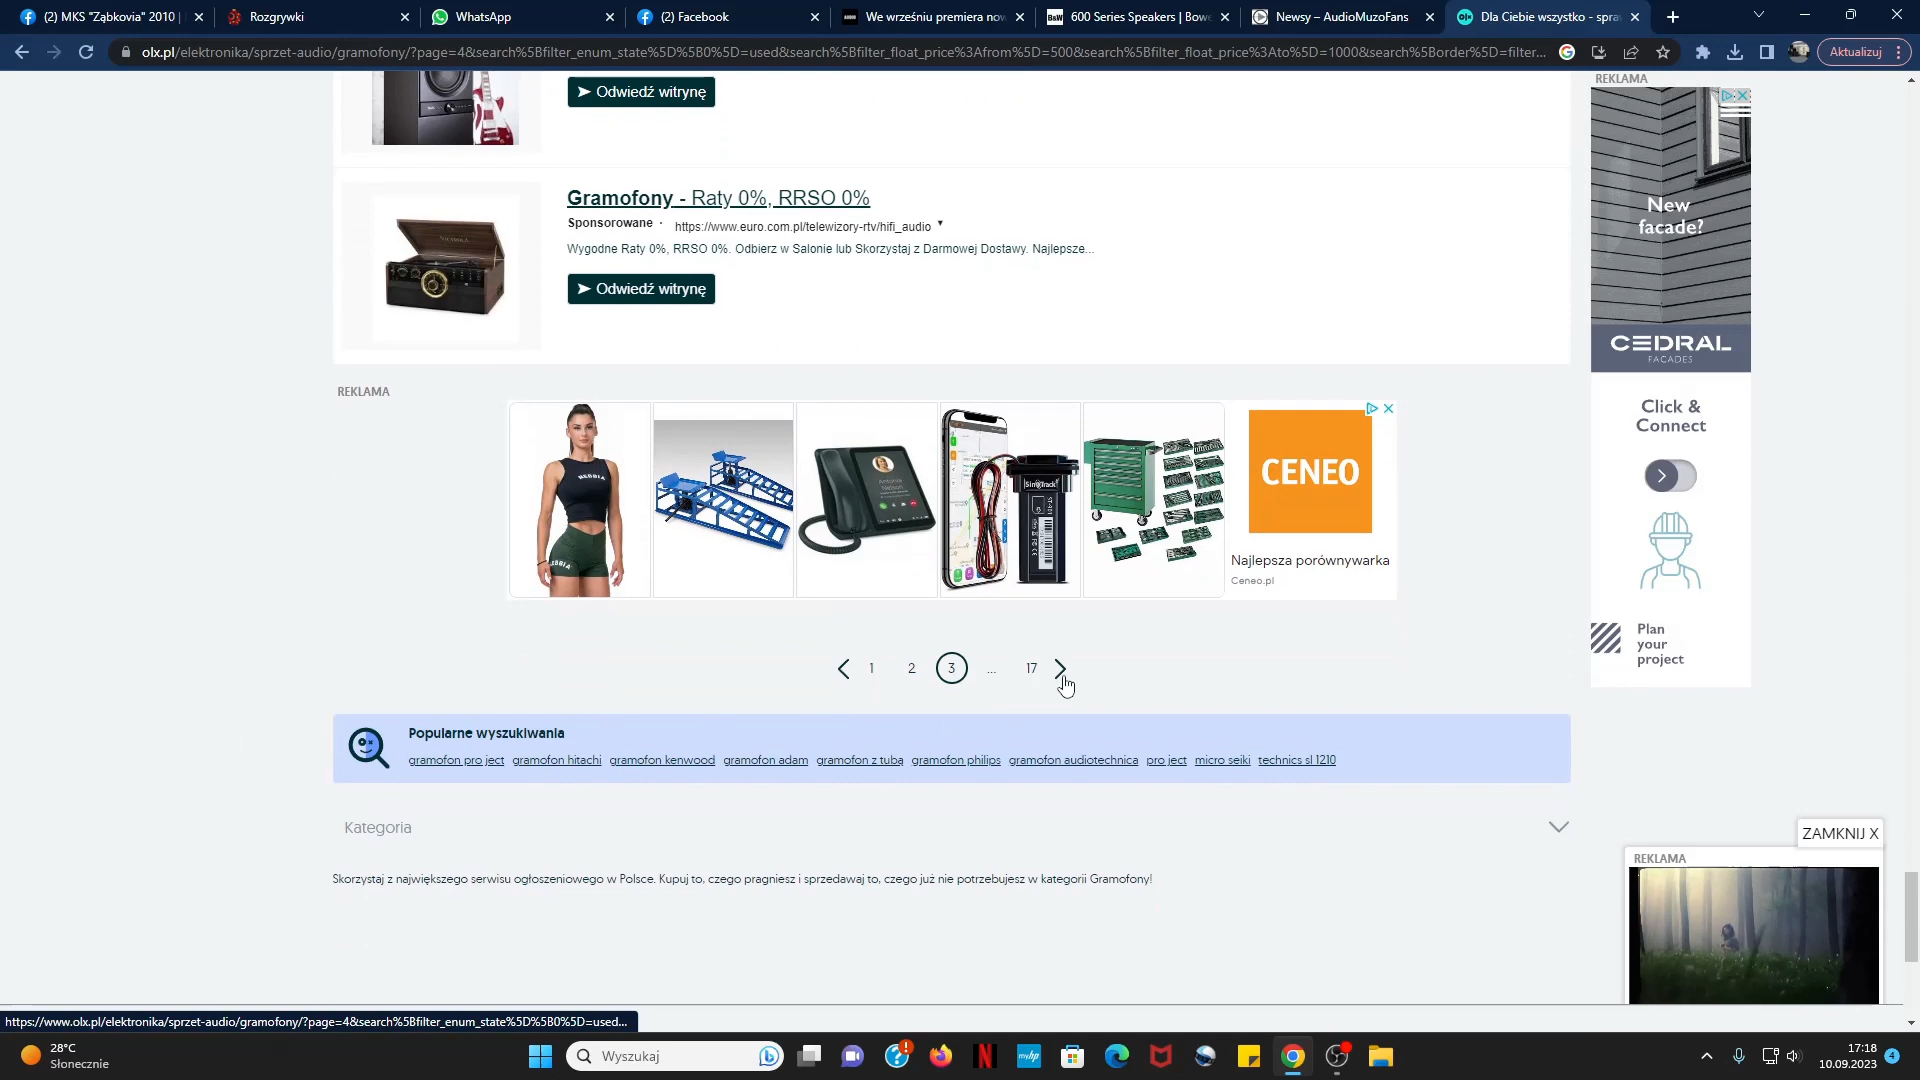 (2) MKS "Ząbkovia" 2010 |
Rozgrywki
WhatsApp
(2) Facebook
We wrześniu premiera now
600 Series Speakers | Bowe
Newsy – AudioMuzoFans
Dla Ciebie wszystko - spra
olx.pl/elektronika/sprzet-audio/gramofony/?page=4&search%5Bfilter_enum_state%5D%5B0%5D=used&search%5Bfilter_float_price%3Afrom%5D=500&search%5Bfilter_float_price%3Ato%5D=1000&search%5Border%5D=filter...
Aktualizuj
Odwiedź witrynę
REKLAMA
Gramofony - Raty 0%, RRSO 0%
Sponsorowane · https://www.euro.com.pl/telewizory-rtv/hifi_audio
Wygodne Raty 0%, RRSO 0%. Odbierz w Salonie lub Skorzystaj z Darmowej Dostawy. Najlepsze...
Odwiedź witrynę
New
facade?
CEDRAL
FACADES
Click &
Connect
Plan
your
project
REKLAMA
REBBIA
SinoTrack
CENEO
Najlepsza porównywarka
Ceneo.pl
1 2 3 ... 17
Popularne wyszukiwania
gramofon pro ject gramofon hitachi gramofon kenwood gramofon adam gramofon z tubą gramofon philips gramofon audiotechnica pro ject micro seiki technics sl 1210
Kategoria
ZAMKNIJ X
REKLAMA
Skorzystaj z największego serwisu ogłoszeniowego w Polsce. Kupuj to, czego pragniesz i sprzedawaj to, czego już nie potrzebujesz w kategorii Gramofony!
https://www.olx.pl/elektronika/sprzet-audio/gramofony/?page=4&search%5Bfilter_enum_state%5D%5B0%5D=used...
28°C
Słonecznie
Wyszukaj
17:18
10.09.2023
4